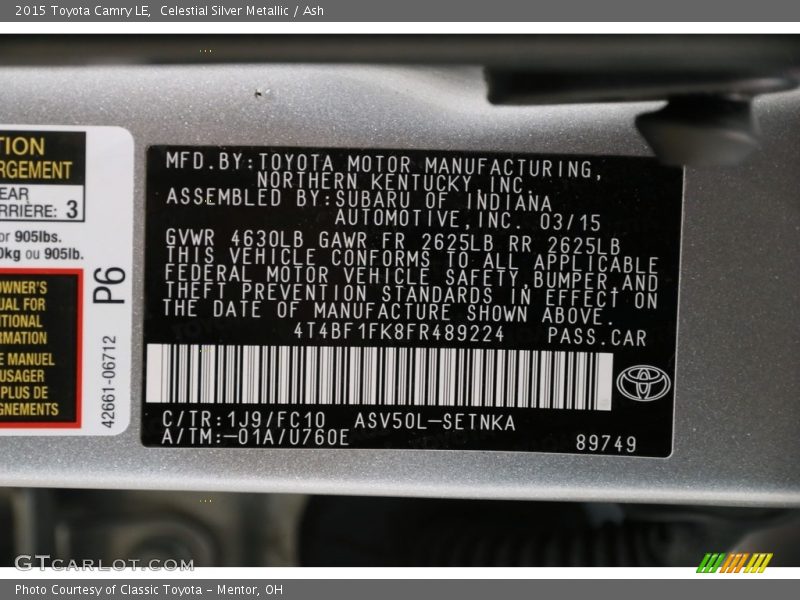 2015 Toyota Camry LE,  Celestial Silver Metallic / Ash
TION
RGEMENT
EAR
RRIÈRE: 3
or 905lbs.
0kg ou 905lb.
OWNER'S
UAL FOR
ITIONAL
RMATION
E MANUEL
USAGER
PLUS DE
GNEMENTS
P6
42661-06712
MFD.BY:TOYOTA MOTOR MANUFACTURING,
NORTHERN KENTUCKY INC.
ASSEMBLED BY:SUBARU OF INDIANA
AUTOMOTIVE,INC. 03/15
GVWR 4630LB GAWR FR 2625LB RR 2625LB
THIS VEHICLE CONFORMS TO ALL APPLICABLE
FEDERAL MOTOR VEHICLE SAFETY,BUMPER,AND
THEFT PREVENTION STANDARDS IN EFFECT ON
THE DATE OF MANUFACTURE SHOWN ABOVE.
4T4BF1FK8FR489224 PASS.CAR
C/TR:1J9/FC10 ASV50L-SETNKA
A/TM:-01A/U760E 89749
GTCARLOT.COM
Photo Courtesy of Classic Toyota - Mentor, OH